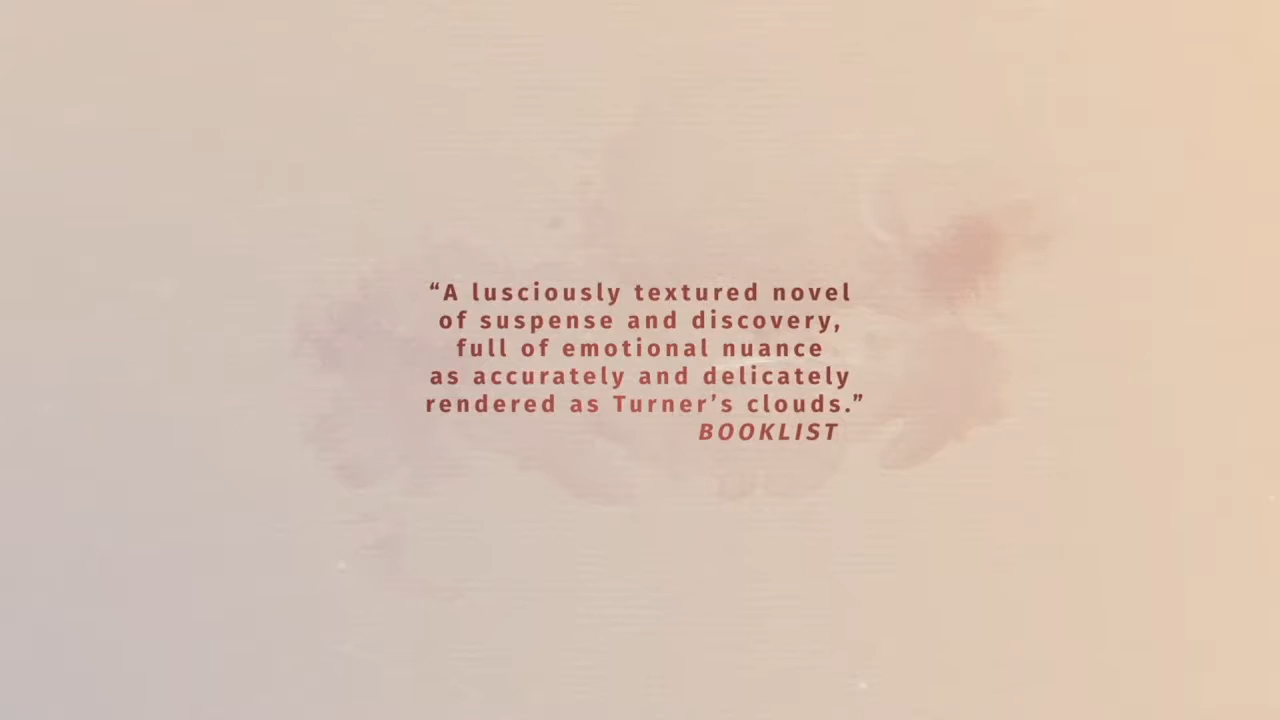 “A lusciously textured novel
of suspense and discovery,
full of emotional nuance
as accurately and delicately
rendered as Turner’s clouds.”
BOOKLIST